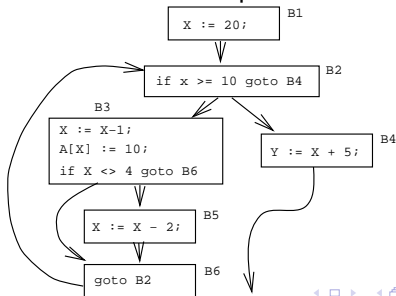 X := 20;
B1
if x >= 10 goto B4
B2
B3
X := X-1;
A[X] := 10;
if X <> 4 goto B6
Y := X + 5;
B4
X := X - 2;
B5
goto B2
B6